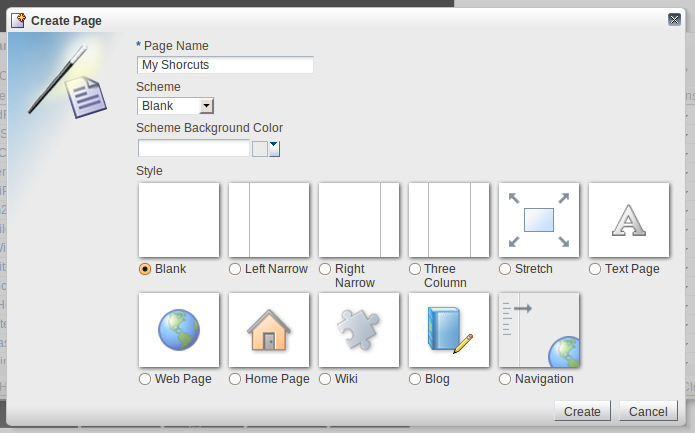 Create Page
* Page Name
My Shorcuts
Scheme
Blank
Scheme Background Color
Style
A
Blank
Left Narrow
Right
Narrow
Three
Column
Stretch
Text Page
Web Page
Home Page
Wiki
Blog
Navigation
Create
Cancel